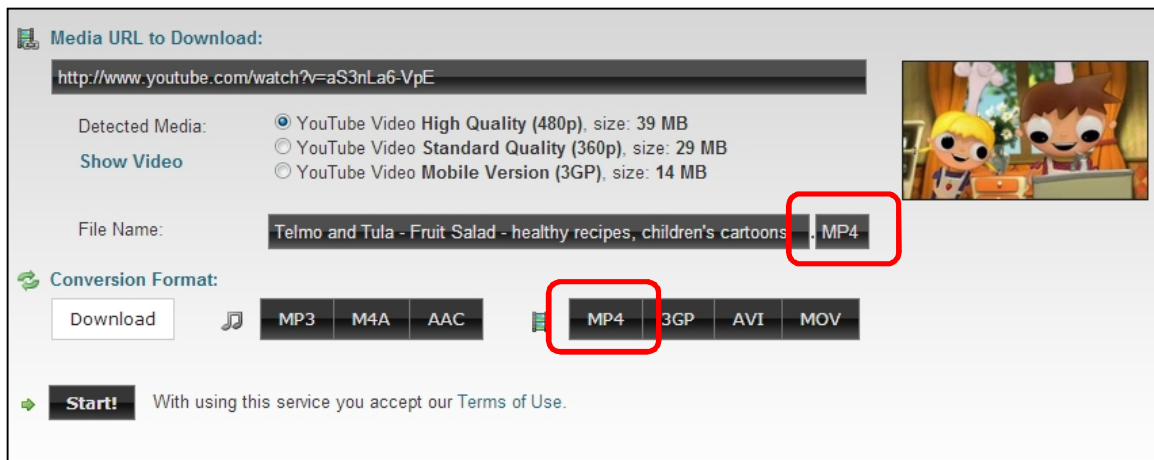 Media URL to Download:
http://www.youtube.com/watch?v=aS3nLa6-VpE
Detected Media:
YouTube Video High Quality (480p), size: 39 MB
Show Video
YouTube Video Standard Quality (360p), size: 29 MB
YouTube Video Mobile Version (3GP), size: 14 MB
File Name:
Telmo and Tula - Fruit Salad - healthy recipes, children's cartoons . MP4
Conversion Format:
Download MP3 M4A AAC MP4 3GP AVI MOV
Start! With using this service you accept our Terms of Use.